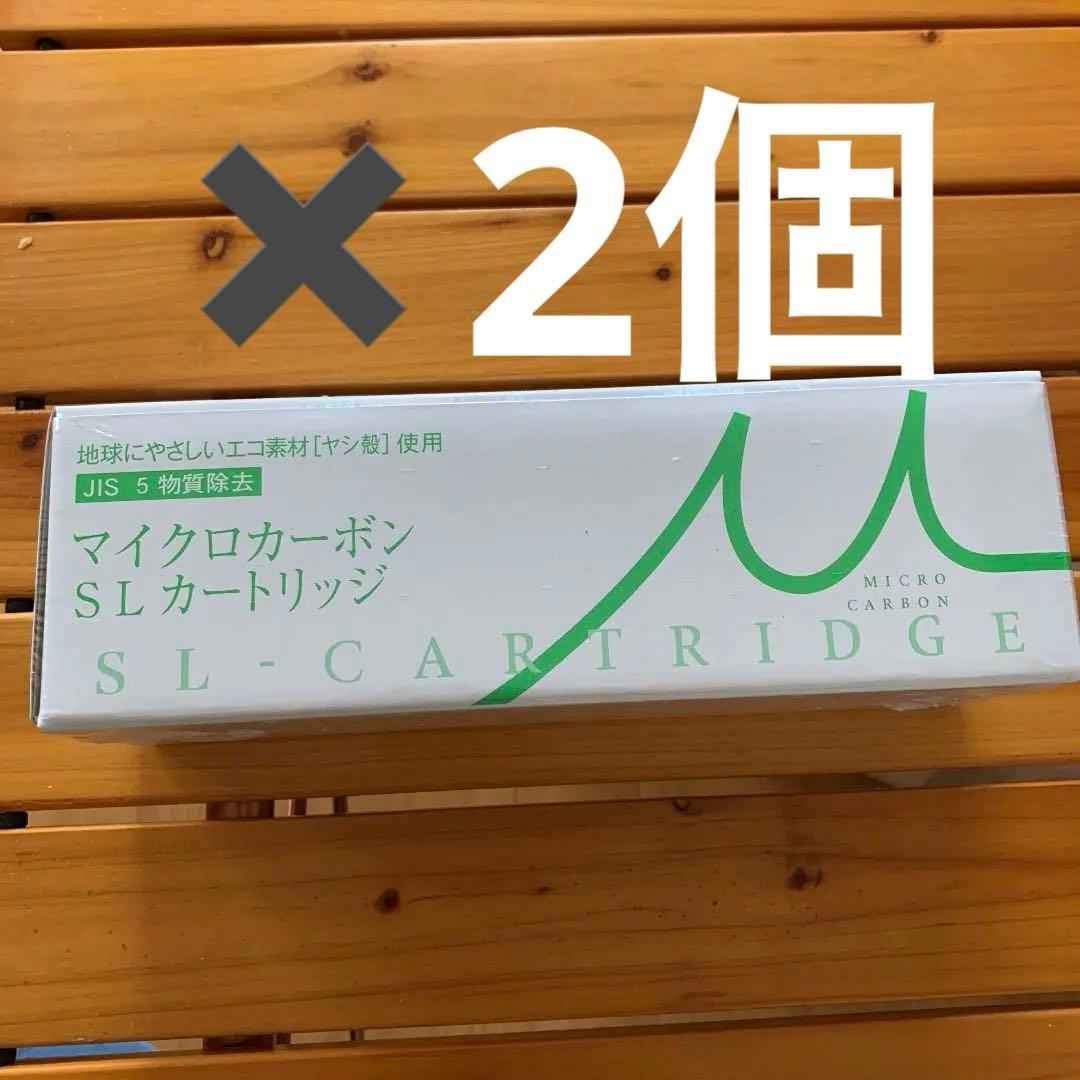 ✖2個
地球にやさしいエコ素材[ヤシ殻]使用
JIS 5物質除去
マイクロカーボン
SLカートリッジ
MICRO
CARBON
SL-CARTRIDGE